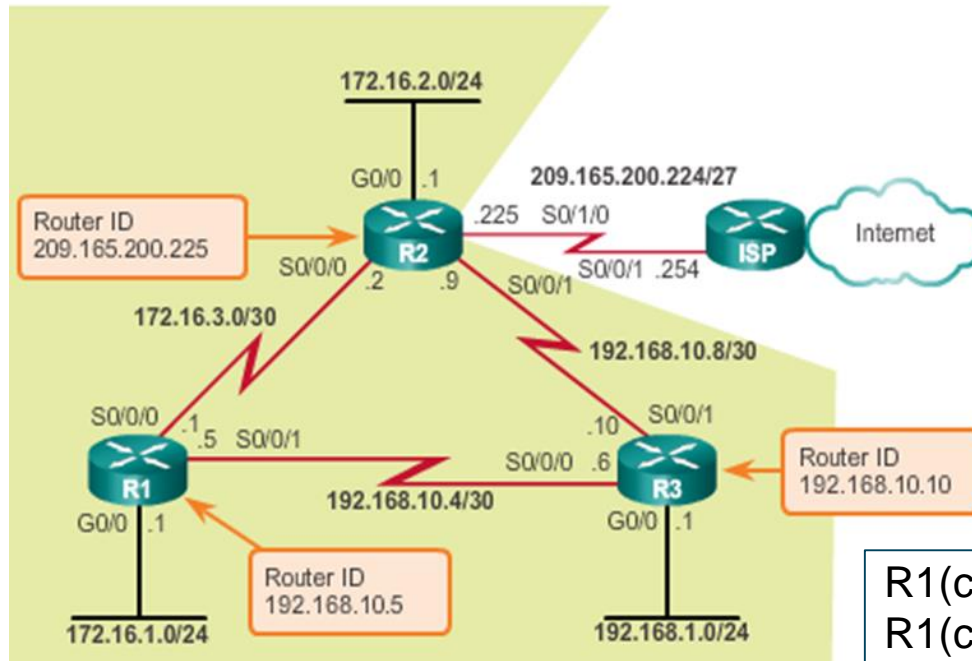 172.16.2.0/24
G0/0 .1
209.165.200.224/27
Router ID
209.165.200.225
R2
.225 S0/1/0
ISP
Internet
S0/0/0
.2
.9
S0/0/1
S0/0/1 .254
172.16.3.0/30
192.168.10.8/30
S0/0/0
.1
.5 S0/0/1
.10
S0/0/1
S0/0/0
.6
R1
R3
Router ID
192.168.10.10
192.168.10.4/30
G0/0 .1
G0/0 .1
Router ID
192.168.10.5
172.16.1.0/24
192.168.1.0/24
R1(c
R1(c